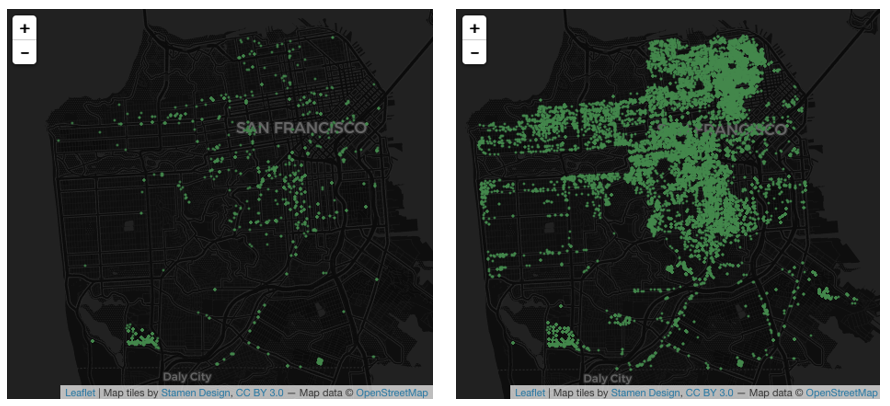 +
−
SAN FRANCISCO
Daly City
Leaflet | Map tiles by Stamen Design, CC BY 3.0 — Map data © OpenStreetMap
+
−
FRANCISCO
Daly City
Leaflet | Map tiles by Stamen Design, CC BY 3.0 — Map data © OpenStreetMap